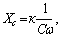 X_c = κ 1/(Cω),